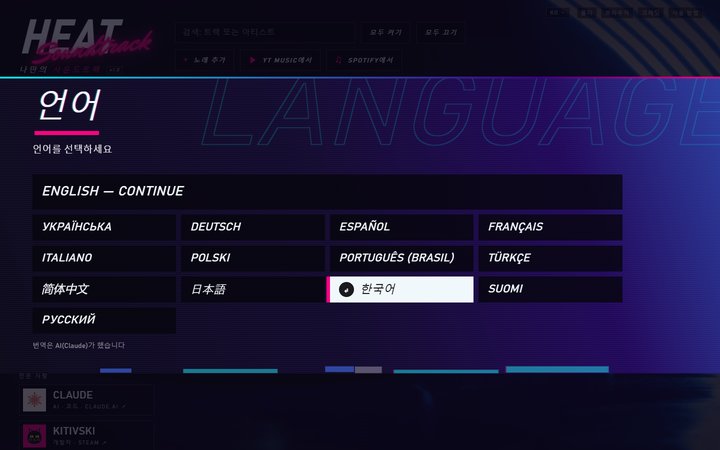 HEAT
Soundtrack
나만의 사운드트랙
검색: 트랙 또는 아티스트
모두 켜기
모두 끄기
+ 노래 추가
YT MUSIC에서
SPOTIFY에서
LANGUAGE
언어
언어를 선택하세요
ENGLISH — CONTINUE
УКРАЇНСЬКА
DEUTSCH
ESPAÑOL
FRANÇAIS
ITALIANO
POLSKI
PORTUGUÊS (BRASIL)
TÜRKÇE
简体中文
日本語
한국어
SUOMI
РУССКИЙ
번역은 AI(Claude)가 했습니다
만든 사람
CLAUDE
AI · 코드 · CLAUDE.AI ↗
KITIVSKI
개발자 · STEAM ↗